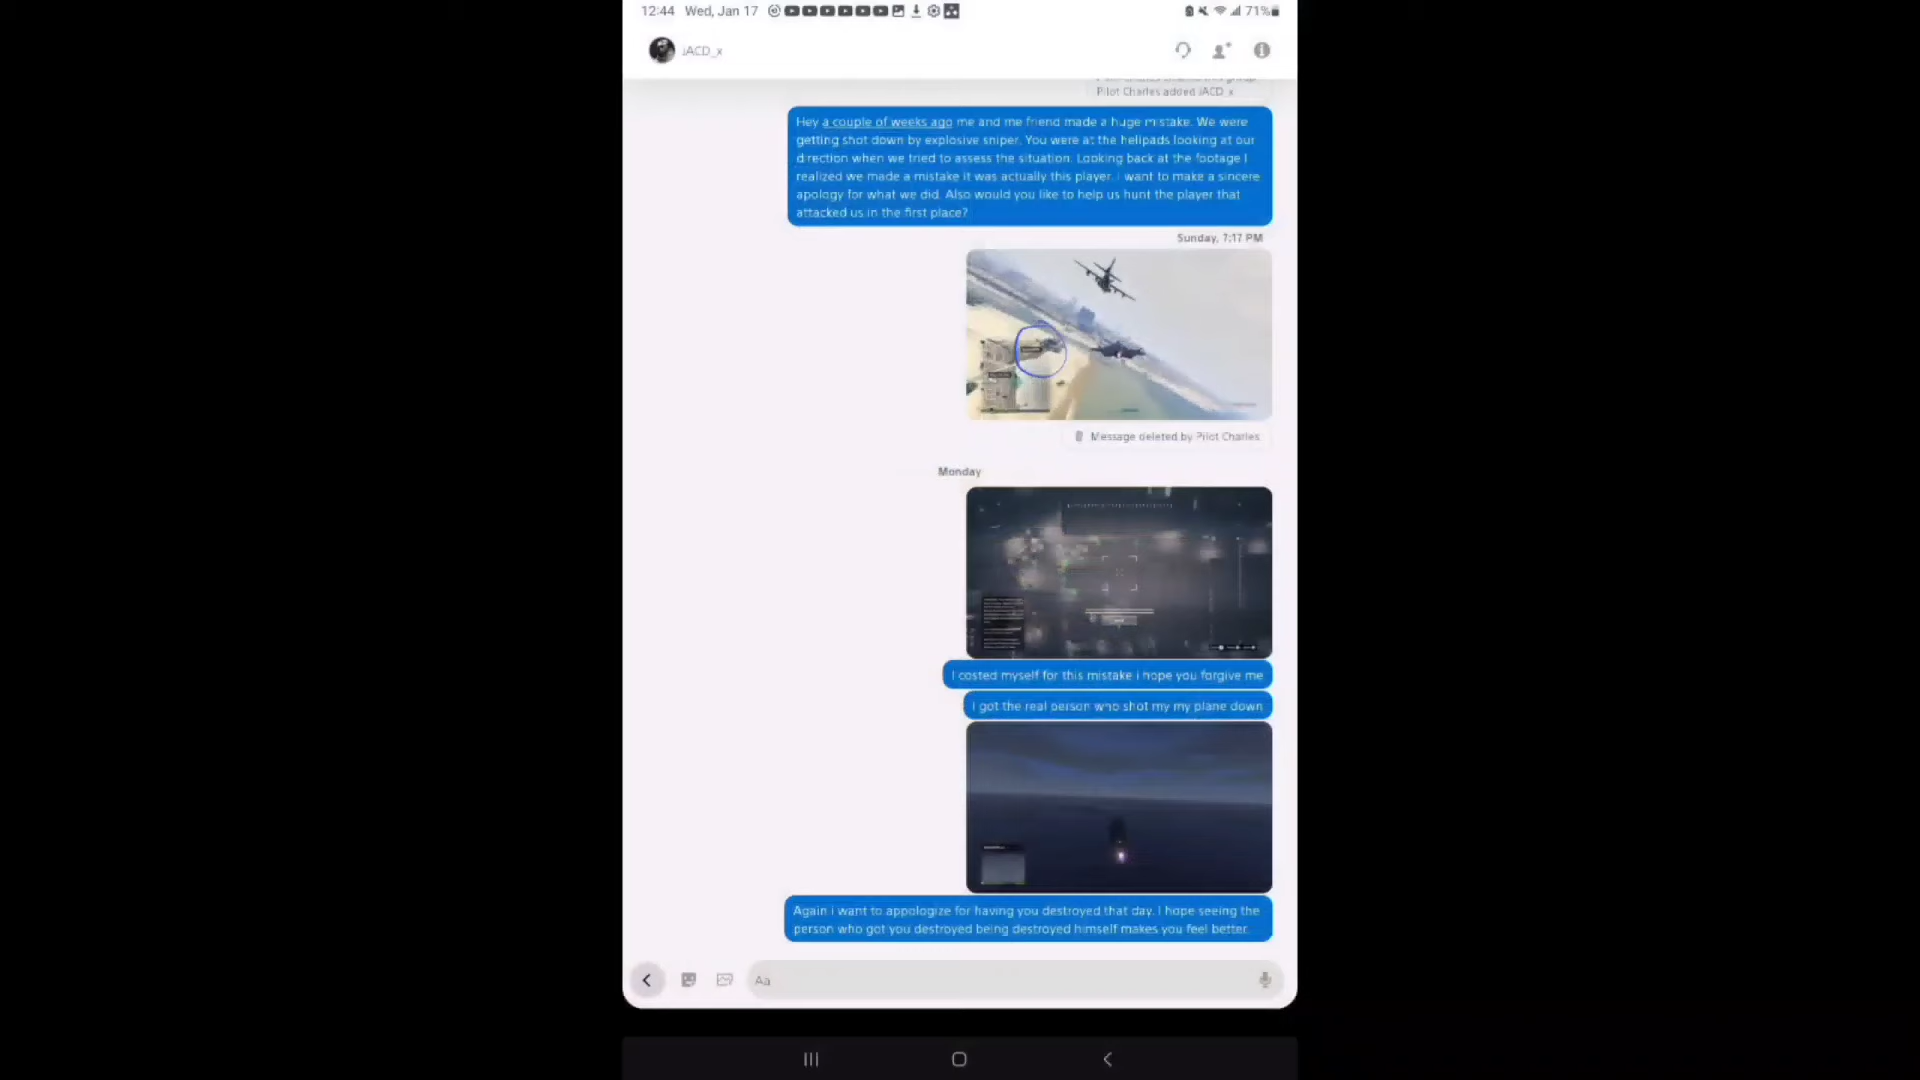 12:44 Wed, Jan 17
71%
jACD_x
Pilot Charles added jACD_x
Hey a couple of weeks ago me and me friend made a huge mistake. We were
getting shot down by explosive sniper. You were at the helipads looking at our
direction when we tried to assess the situation. Looking back at the footage I
realized we made a mistake it was actually this player. I want to make a sincere
apology for what we did. Also would you like to help us hunt the player that
attacked us in the first place?
Sunday, 7:17 PM
Message deleted by Pilot Charles
Monday
I costed myself for this mistake i hope you forgive me
I got the real person who shot my my plane down
Again i want to appologize for having you destroyed that day. I hope seeing the
person who got you destroyed being destroyed himself makes you feel better.
Aa